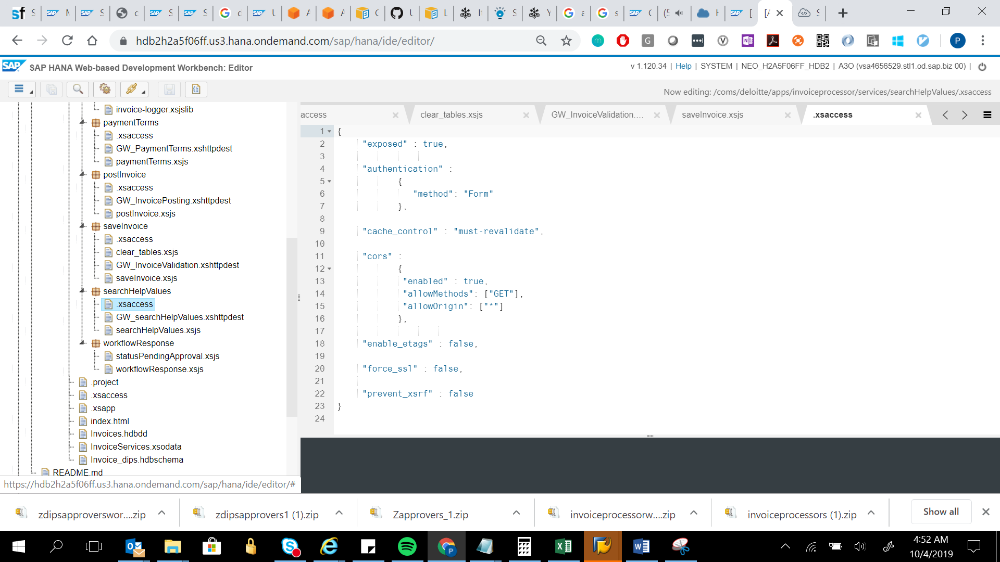 hdb2h2a5f06ff.us3.hana.ondemand.com/sap/hana/ide/editor/
SAP HANA Web-based Development Workbench: Editor
v 1.120.34 | Help | SYSTEM | NEO_H2A5F06FF_HDB2 | A3O (vsa4656529.stl1.od.sap.biz 00) |
Now editing: /coms/deloitte/apps/invoiceprocessor/services/searchHelpValues/.xsaccess
invoice-logger.xsjslib
paymentTerms
.xsaccess
GW_PaymentTerms.xshttpdest
paymentTerms.xsjs
postInvoice
.xsaccess
GW_InvoicePosting.xshttpdest
postInvoice.xsjs
saveInvoice
.xsaccess
clear_tables.xsjs
GW_InvoiceValidation.xshttpdest
saveInvoice.xsjs
searchHelpValues
.xsaccess
GW_searchHelpValues.xshttpdest
searchHelpValues.xsjs
workflowResponse
statusPendingApproval.xsjs
workflowResponse.xsjs
.project
.xsaccess
.xsapp
index.html
Invoices.hdbdd
InvoiceServices.xsodata
Invoice_dips.hdbschema
README.md
https://hdb2h2a5f06ff.us3.hana.ondemand.com/sap/hana/ide/editor/#
access clear_tables.xsjs GW_InvoiceValidation.... saveInvoice.xsjs .xsaccess
1 {
2 "exposed" : true,
3
4 "authentication" :
5 {
6 "method": "Form"
7 },
8
9 "cache_control" : "must-revalidate",
10
11 "cors" :
12 {
13 "enabled" : true,
14 "allowMethods": ["GET"],
15 "allowOrigin": ["*"]
16 },
17
18 "enable_etags" : false,
19
20 "force_ssl" : false,
21
22 "prevent_xsrf" : false
23 }
24
zdipsapproverswor....zip zdipsapprovers1 (1).zip Zapprovers_1.zip invoiceprocessorw....zip invoiceprocessors (1).zip Show all
4:52 AM
10/4/2019